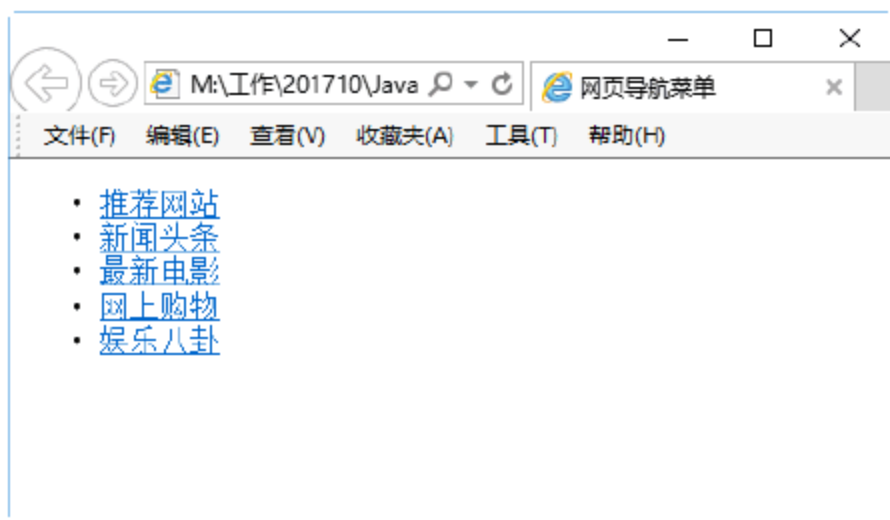 M:\工作\201710\Java
网页导航菜单
文件(F) 编辑(E) 查看(V) 收藏夹(A) 工具(T) 帮助(H)
推荐网站
新闻头条
最新电影
网上购物
娱乐八卦